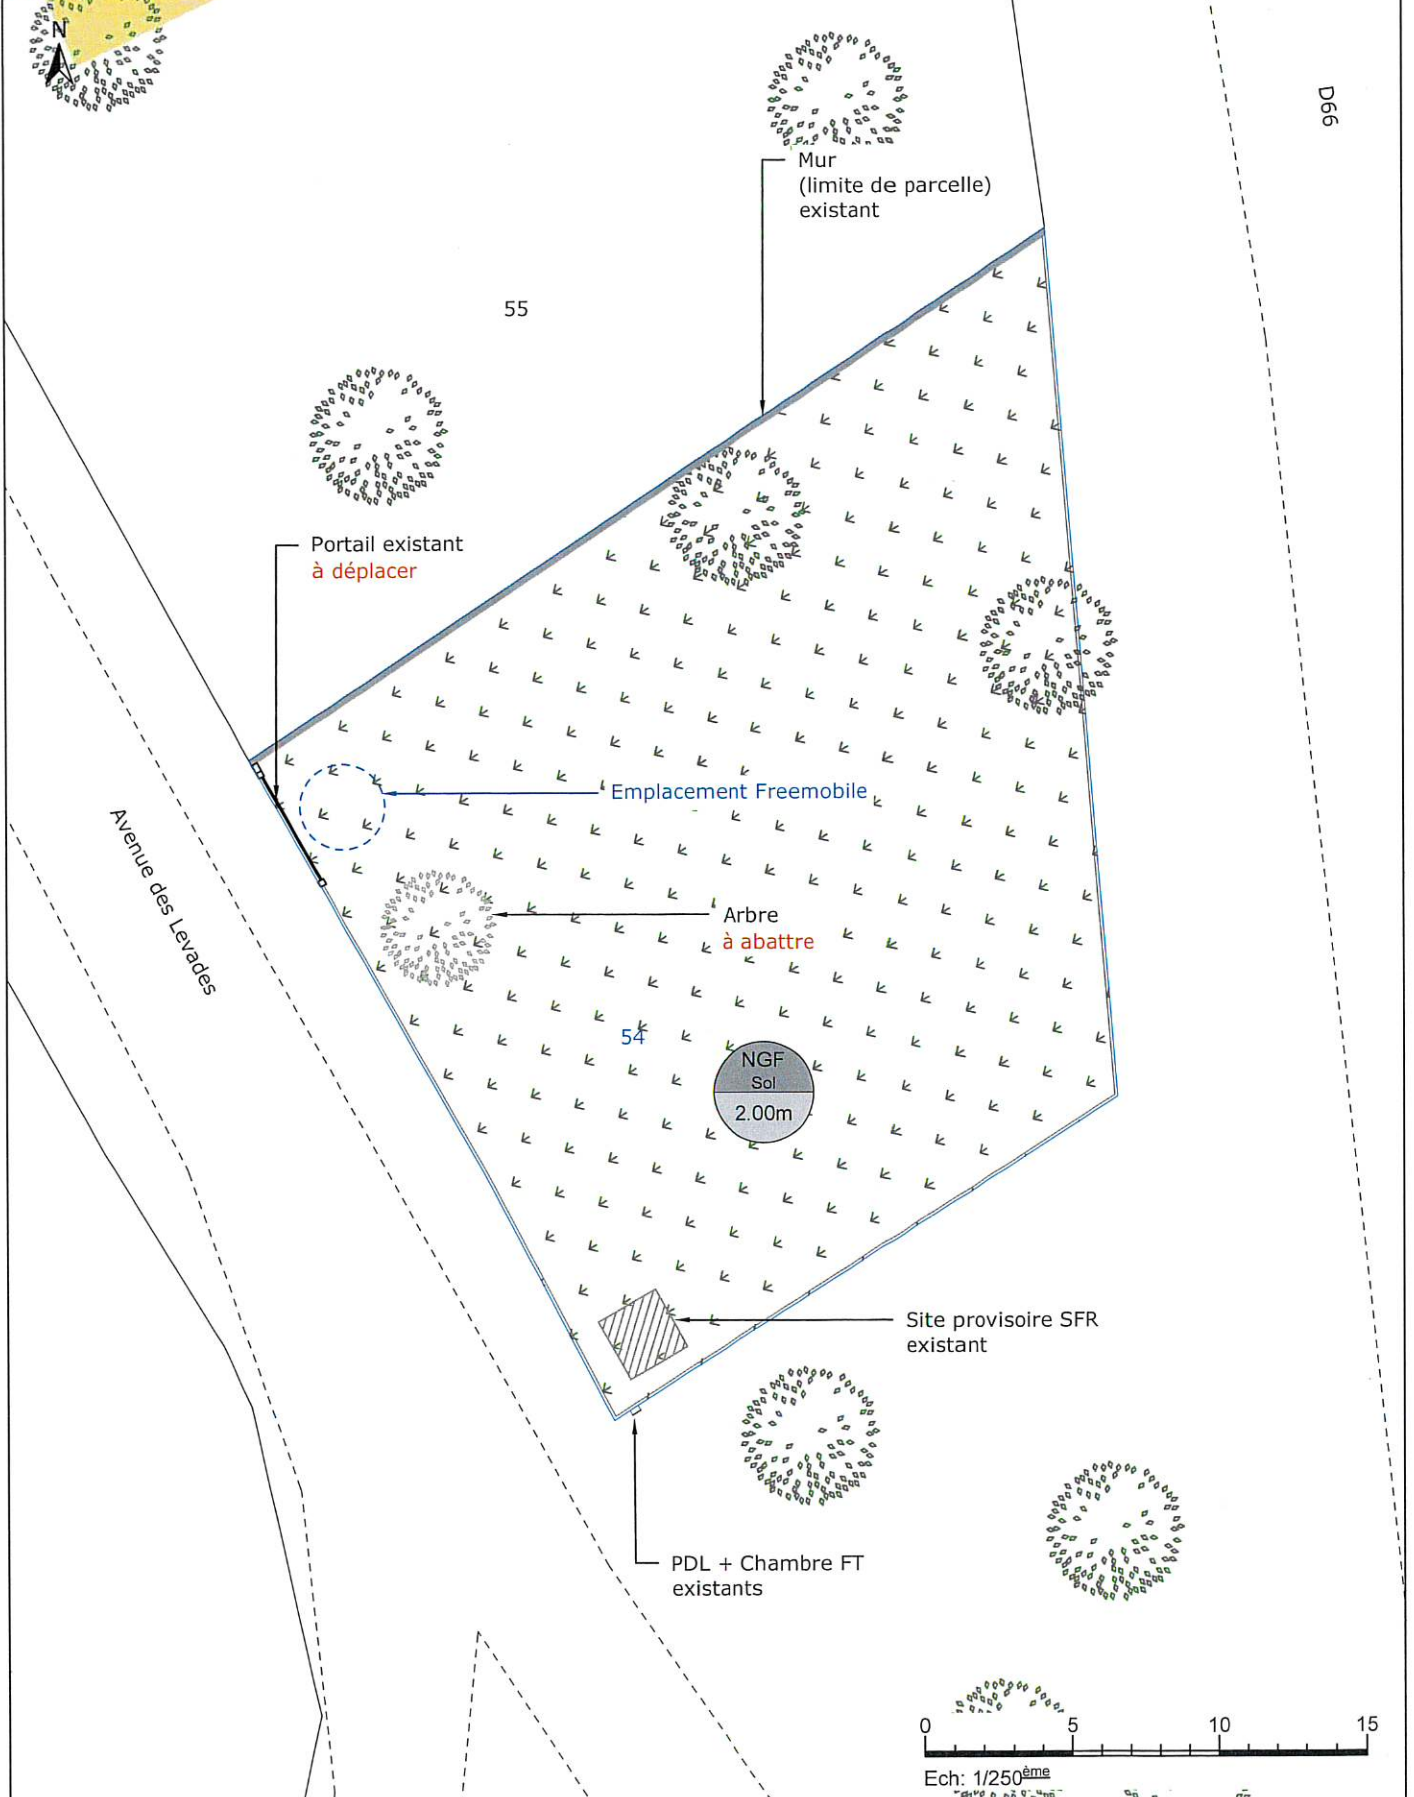 N
D66
Mur
(limite de parcelle)
existant
55
Portail existant
à déplacer
Emplacement Freemobile
Avenue des Levades
Arbre
à abattre
54
NGF
Sol
2.00m
Site provisoire SFR
existant
PDL + Chambre FT
existants
0 5 10 15
Ech: 1/250ème